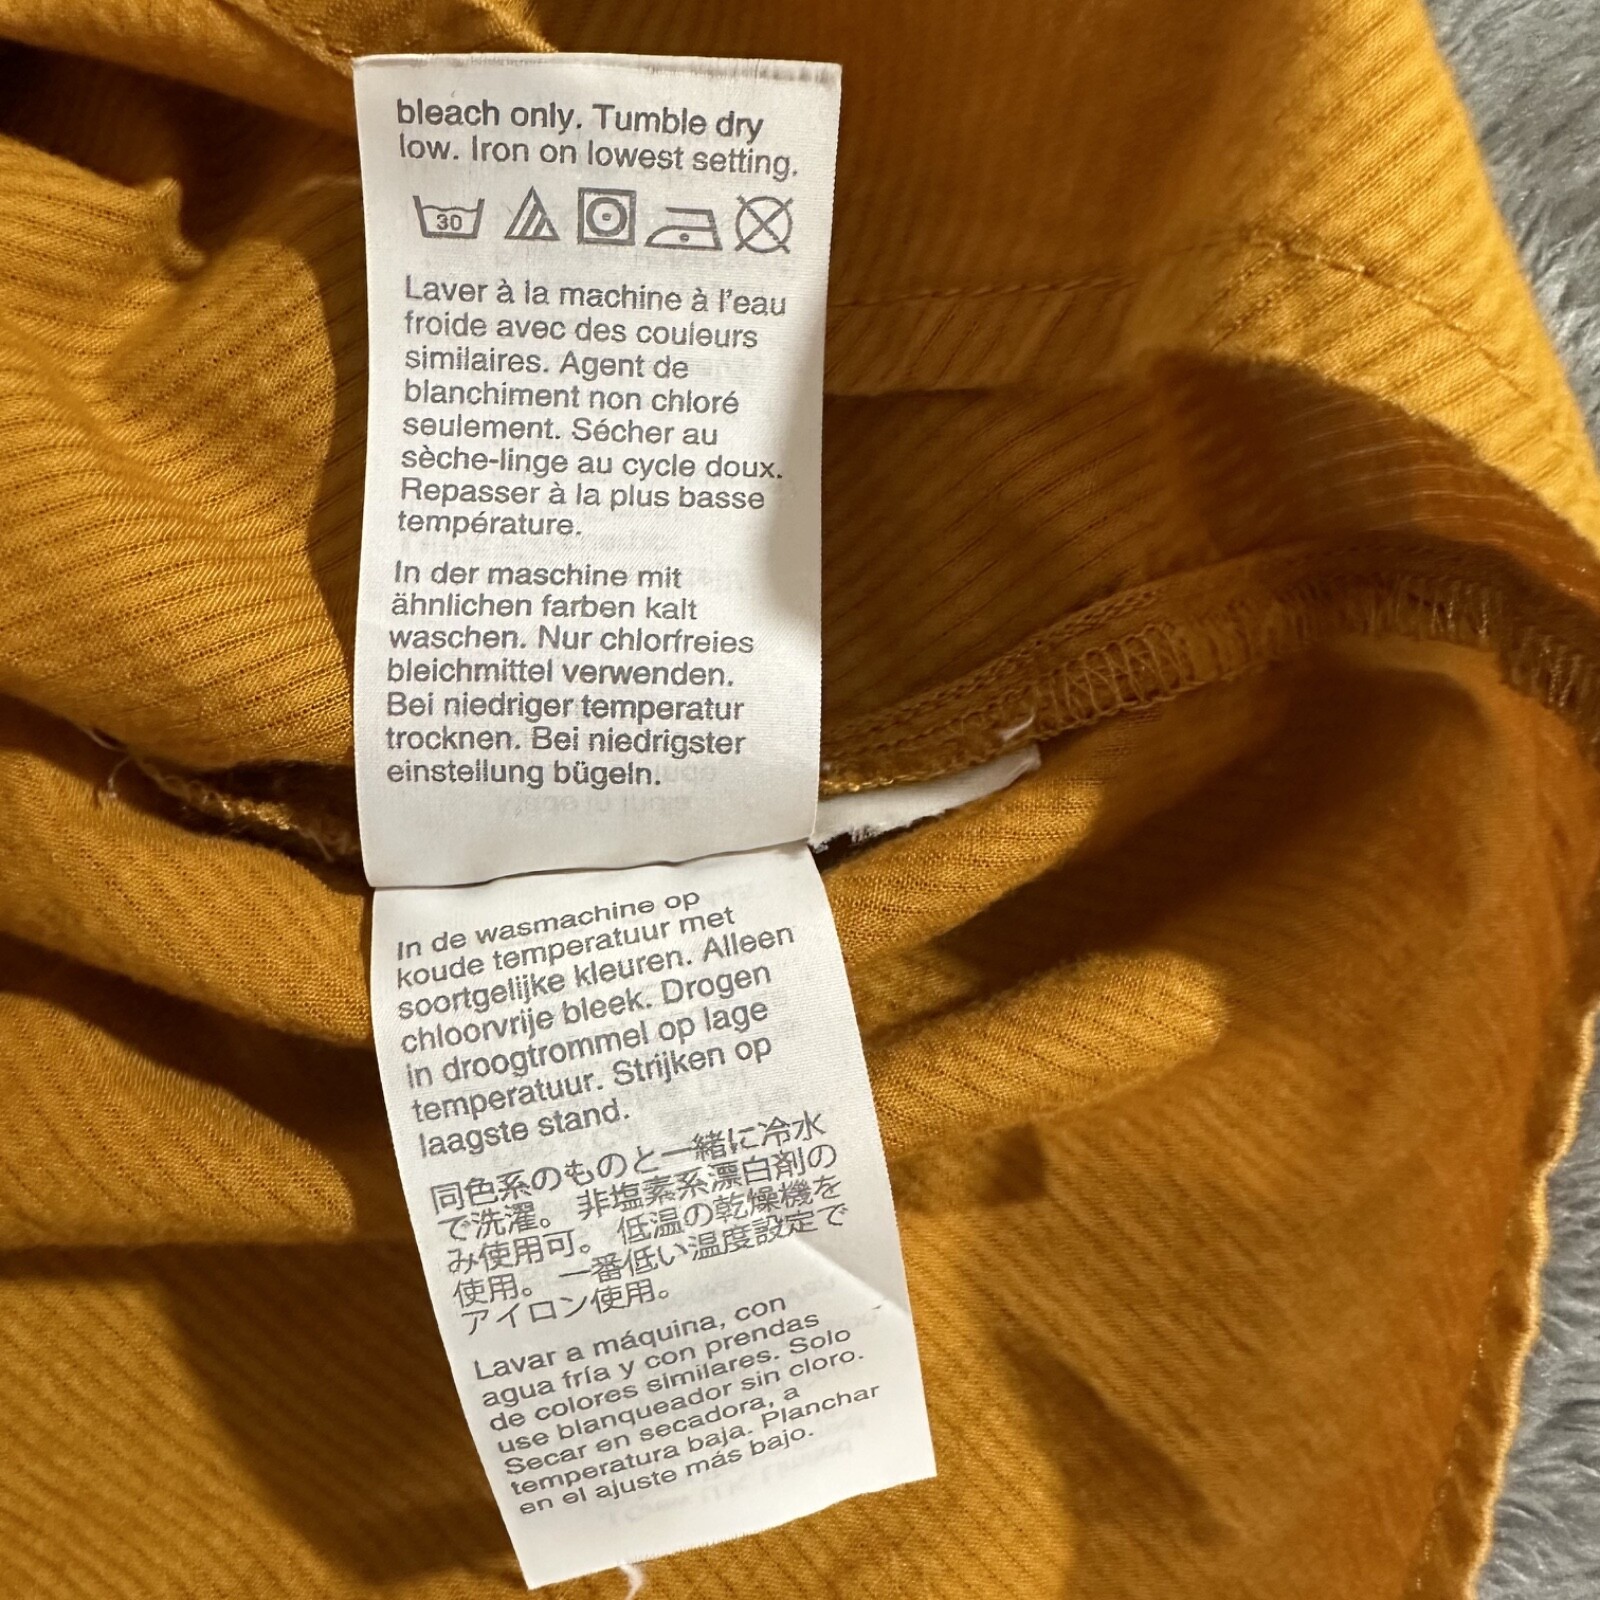 bleach only. Tumble dry
low. Iron on lowest setting.
30
Laver à la machine à l'eau
froide avec des couleurs
similaires. Agent de
blanchiment non chloré
seulement. Sécher au
sèche-linge au cycle doux.
Repasser à la plus basse
température.
In der maschine mit
ähnlichen farben kalt
waschen. Nur chlorfreies
bleichmittel verwenden.
Bei niedriger temperatur
trocknen. Bei niedrigster
einstellung bügeln.
In de wasmachine op
koude temperatuur met
soortgelijke kleuren. Alleen
chloorvrije bleek. Drogen
in droogtrommel op lage
temperatuur. Strijken op
laagste stand.
同色系のものと一緒に冷水
で洗濯。非塩素系漂白剤の
み使用可。低温の乾燥機を
使用。一番低い温度設定で
アイロン使用。
Lavar a máquina, con
agua fría y con prendas
de colores similares. Solo
use blanqueador sin cloro.
Secar en secadora, a
temperatura baja. Planchar
en el ajuste más bajo.